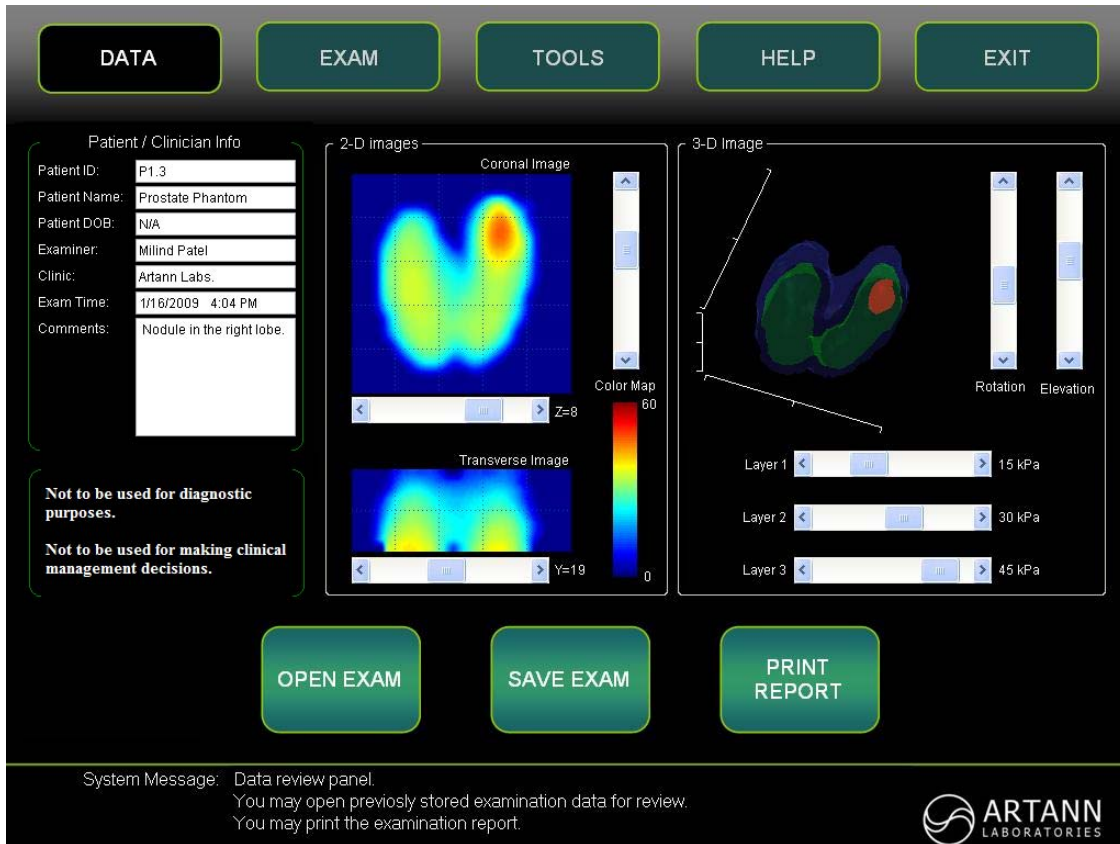 DATA
EXAM
TOOLS
HELP
EXIT
Patient / Clinician Info
Patient ID: P1.3
Patient Name: Prostate Phantom
Patient DOB: N/A
Examiner: Milind Patel
Clinic: Artann Labs.
Exam Time: 1/16/2009 4:04 PM
Comments: Nodule in the right lobe.
Not to be used for diagnostic
purposes.
Not to be used for making clinical
management decisions.
2-D images
Coronal Image
Z=8
Color Map
60
0
Transverse Image
Y=19
3-D Image
Rotation
Elevation
Layer 1 15 kPa
Layer 2 30 kPa
Layer 3 45 kPa
OPEN EXAM
SAVE EXAM
PRINT
REPORT
System Message: Data review panel.
You may open previosly stored examination data for review.
You may print the examination report.
ARTANN
LABORATORIES